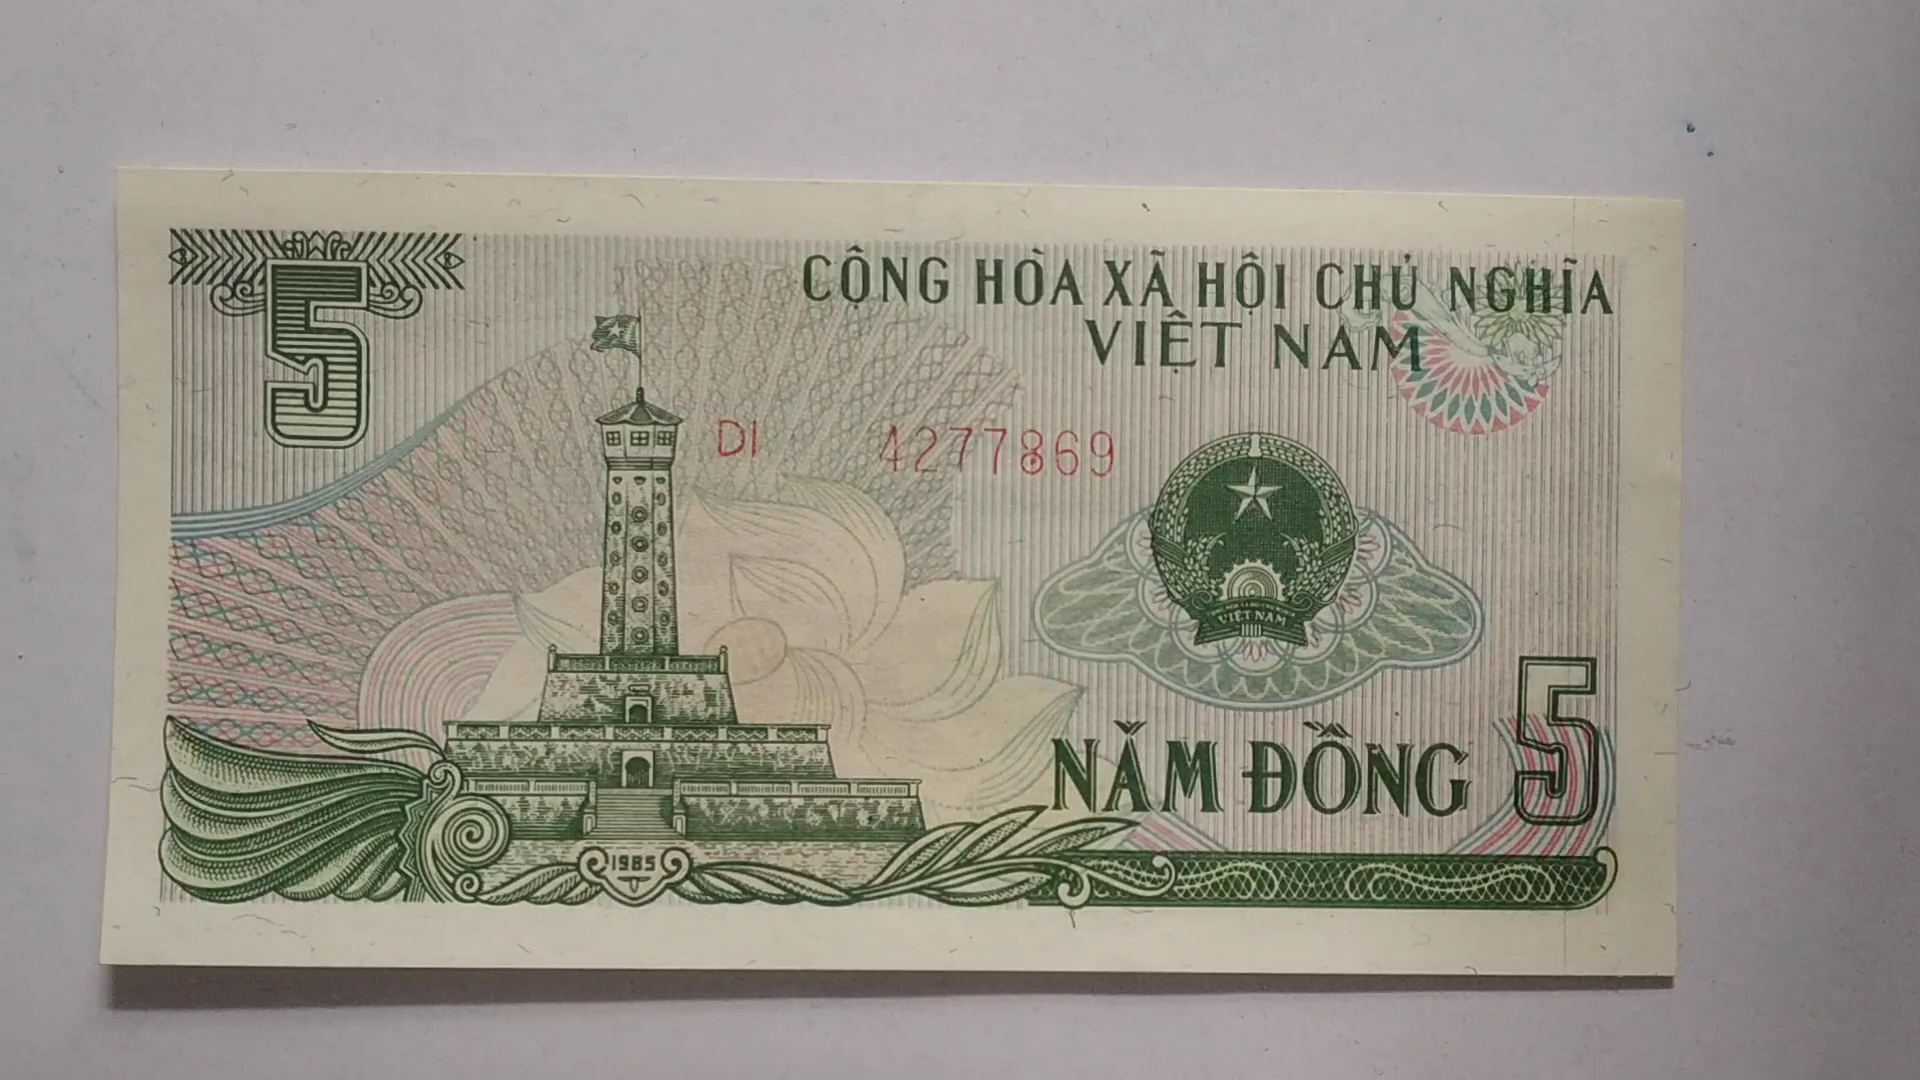 5
CỘNG HÒA XÃ HỘI CHỦ NGHĨA
VIỆT NAM
DI 4277869
VIỆT NAM
NĂM ĐỒNG
5
1985